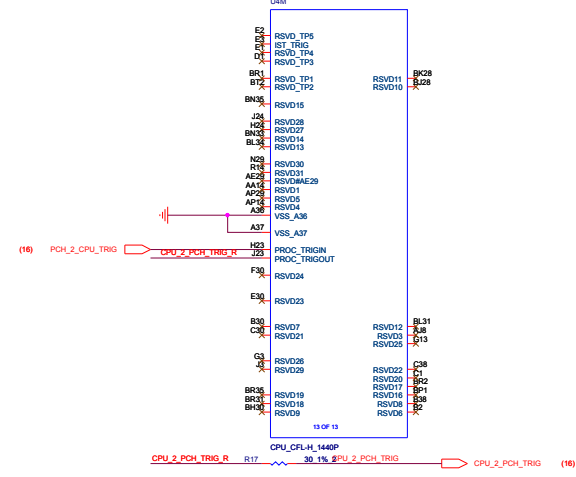 U4M
E2 RSVD_TP5
E3 IST_TRIG
E1 RSVD_TP4
D1 RSVD_TP3
BR1 RSVD_TP1 RSVD11 BK28
BT2 RSVD_TP2 RSVD10 BJ28
BN35 RSVD15
J24 RSVD28
H24 RSVD27
BN33 RSVD14
BL34 RSVD13
N29 RSVD30
R14 RSVD31
AE29 RSVD#AE29
AA14 RSVD1
AP29 RSVD5
AP14 RSVD4
A36 VSS_A36
A37 VSS_A37
(16) PCH_2_CPU_TRIG H23 PROC_TRIGIN
CPU_2_PCH_TRIG_R J23 PROC_TRIGOUT
F30 RSVD24
E30 RSVD23
B30 RSVD7 RSVD12 BL31
C30 RSVD21 RSVD3 AJ8
RSVD25 G13
G3 RSVD26
J3 RSVD29 RSVD22 C38
RSVD20 C1
RSVD17 BR2
BR35 RSVD19 RSVD16 BP1
BR31 RSVD18 RSVD8 B38
BH30 RSVD9 RSVD6 B2
13 OF 13
CPU_CFL-H_1440P
CPU_2_PCH_TRIG_R R17 30_1%_2 CPU_2_PCH_TRIG CPU_2_PCH_TRIG (16)